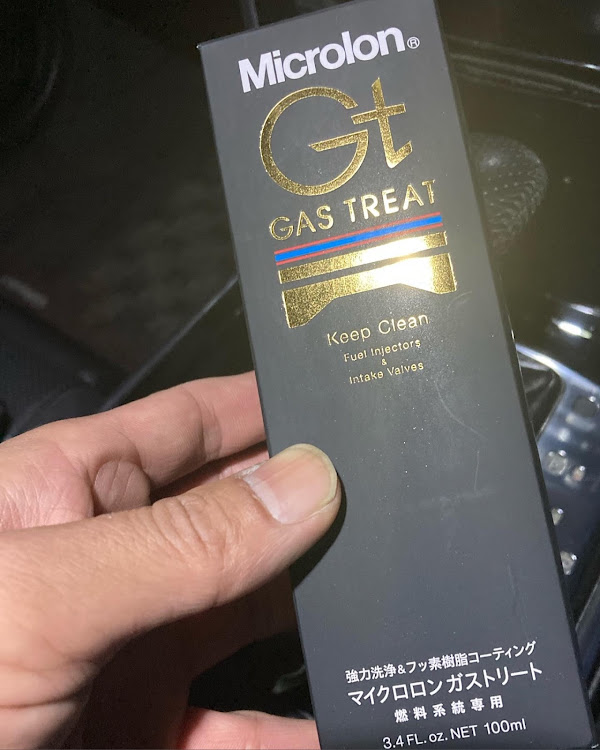 Microlon®
Gt
GAS TREAT
Keep Clean
Fuel Injectors
&
Intake Valves
強力洗浄&フッ素樹脂コーティング
マイクロロン ガストリート
燃料系統専用
3.4 FL. oz. NET 100ml